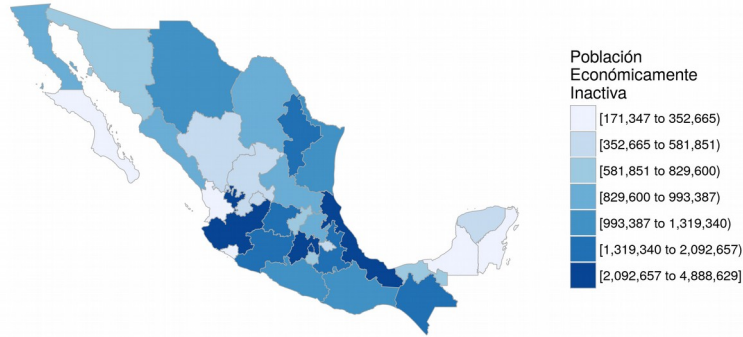 Población
Económicamente
Inactiva
[171,347 to 352,665)
[352,665 to 581,851)
[581,851 to 829,600)
[829,600 to 993,387)
[993,387 to 1,319,340)
[1,319,340 to 2,092,657)
[2,092,657 to 4,888,629]